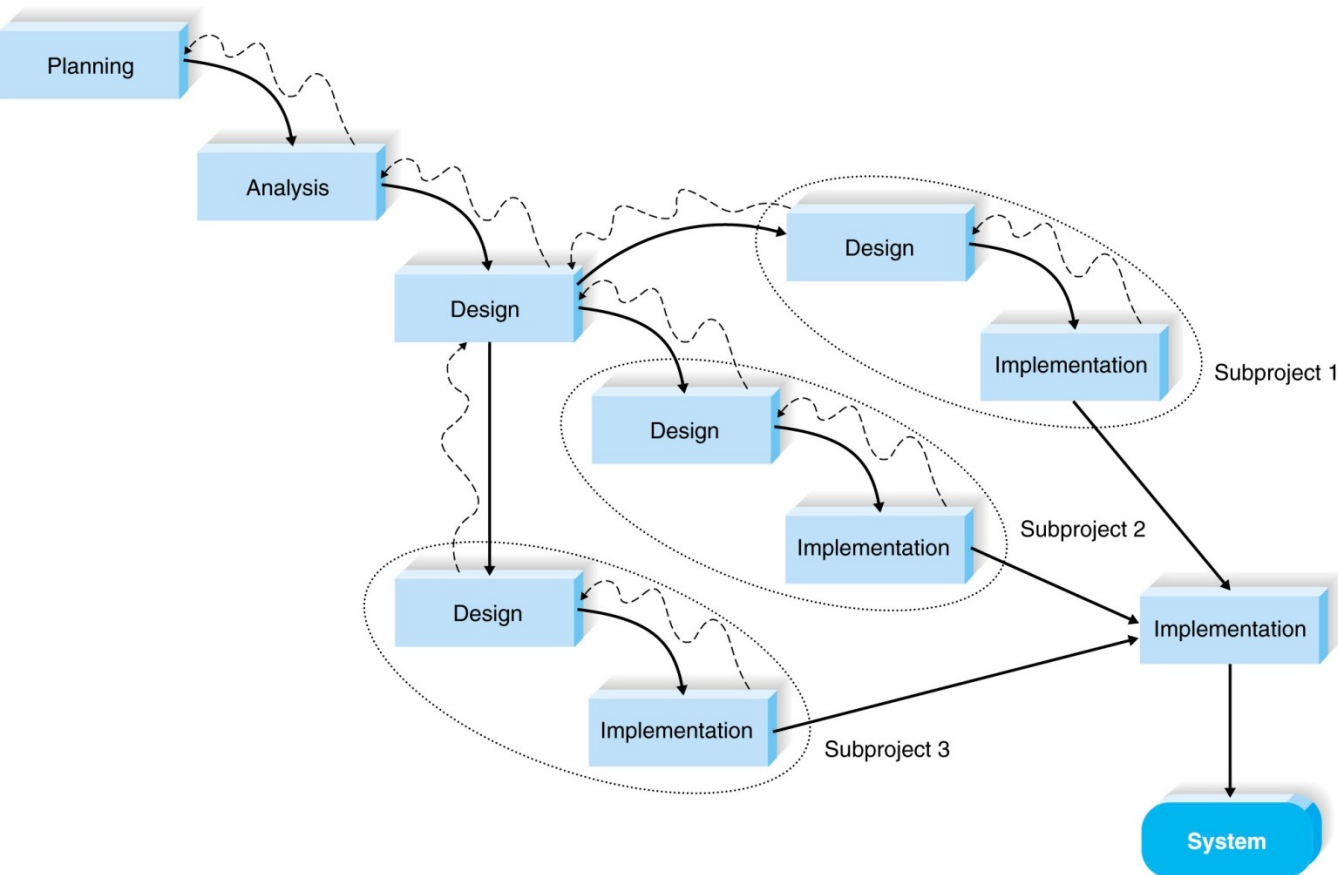 Planning
Analysis
Design
Design
Implementation
Subproject 1
Design
Implementation
Subproject 2
Design
Implementation
Subproject 3
Implementation
System